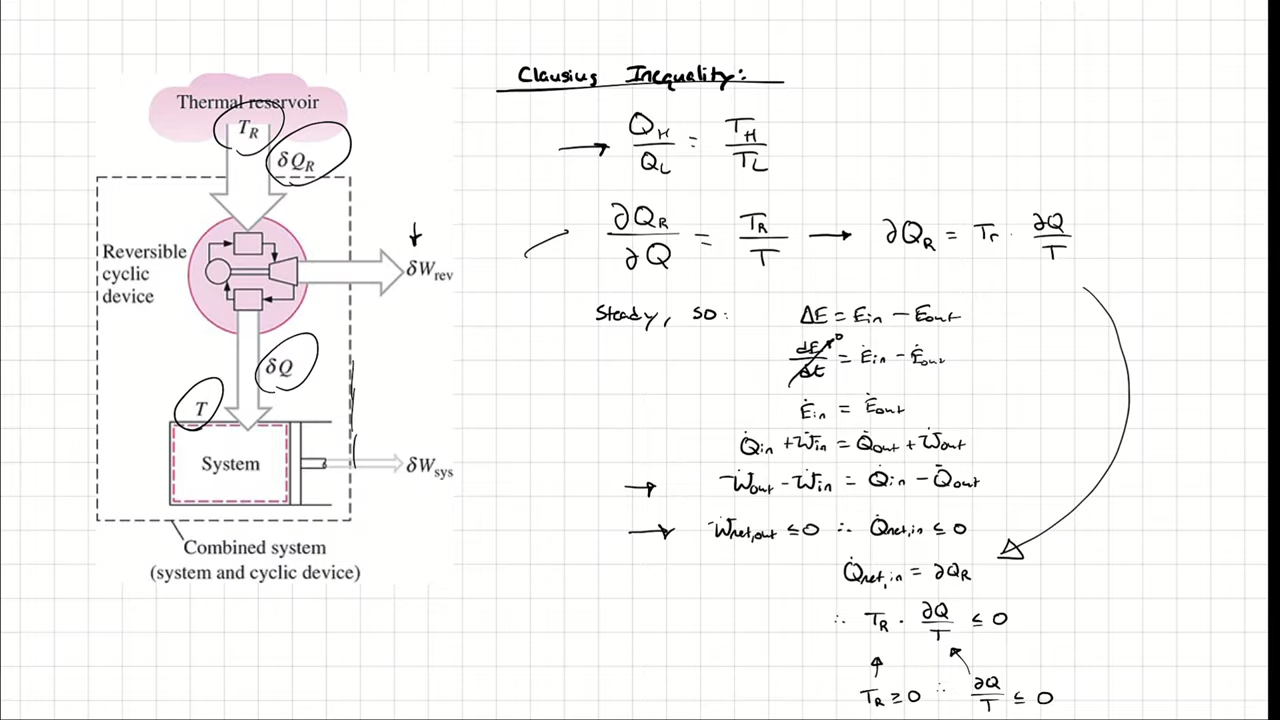 Clausius Inequality:
Thermal reservoir
T_R
δQ_R
Reversible
cyclic
device
δW_rev
δQ
T
System
δW_sys
Combined system
(system and cyclic device)
→ Q_H/Q_L = T_H/T_L
∂Q_R/∂Q = T_R/T → ∂Q_R = T_r · ∂Q/T
Steady, so: ΔE = E_in − E_out
dE/dt ↗0 = Ė_in − Ė_out
Ė_in = Ė_out
Q̇_in + Ẇ_in = Q̇_out + Ẇ_out
→ Ẇ_out − Ẇ_in = Q̇_in − Q̇_out
→ Ẇ_net,out ≤ 0 ∴ Q̇_net,in ≤ 0
Q̇_net,in = ∂Q_R
∴ T_R · ∂Q/T ≤ 0
T_R ≥ 0 ∴ ∂Q/T ≤ 0